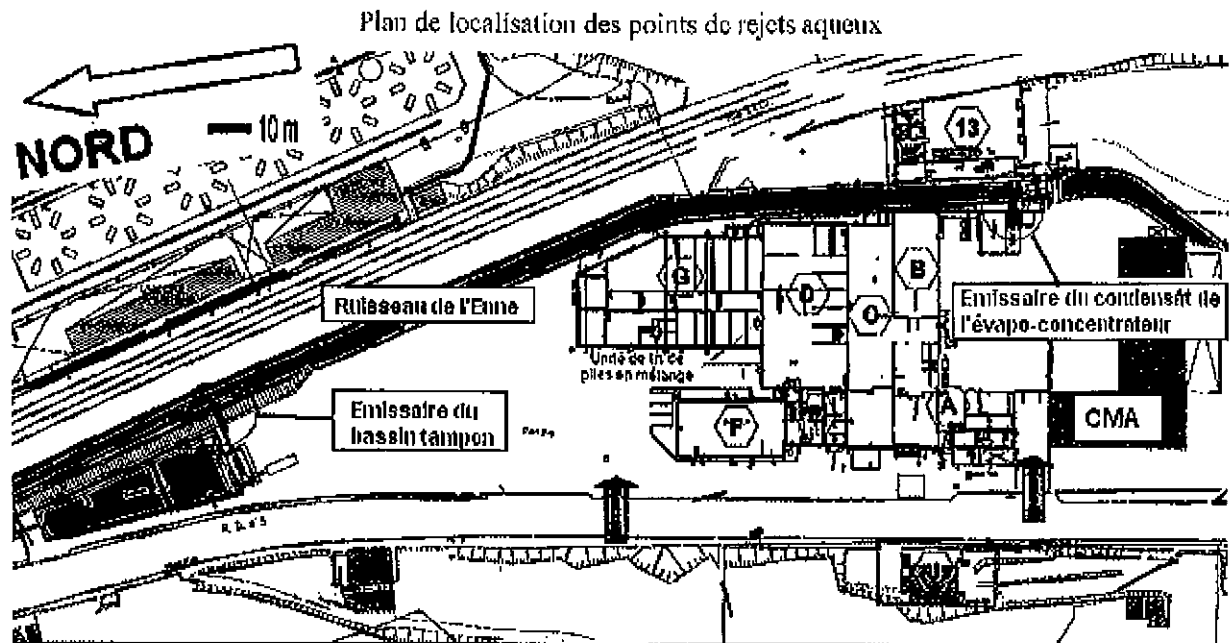 Plan de localisation des points de rejets aqueux
NORD
10 m
13
Ruisseau de l'Enne
G
D
B
Emissaire du condensat de
l'évapo-concentrateur
Unité de tri de
piles en mélange
Emissaire du
bassin tampon
"F"
A
CMA